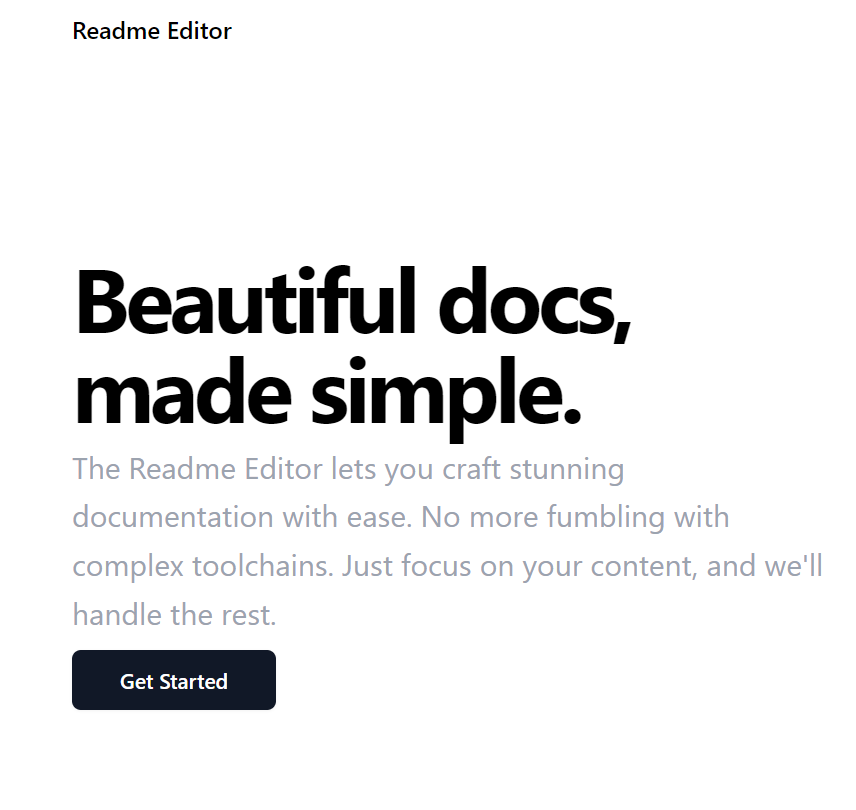 Readme Editor
Beautiful docs,
made simple.
The Readme Editor lets you craft stunning
documentation with ease. No more fumbling with
complex toolchains. Just focus on your content, and we'll
handle the rest.
Get Started